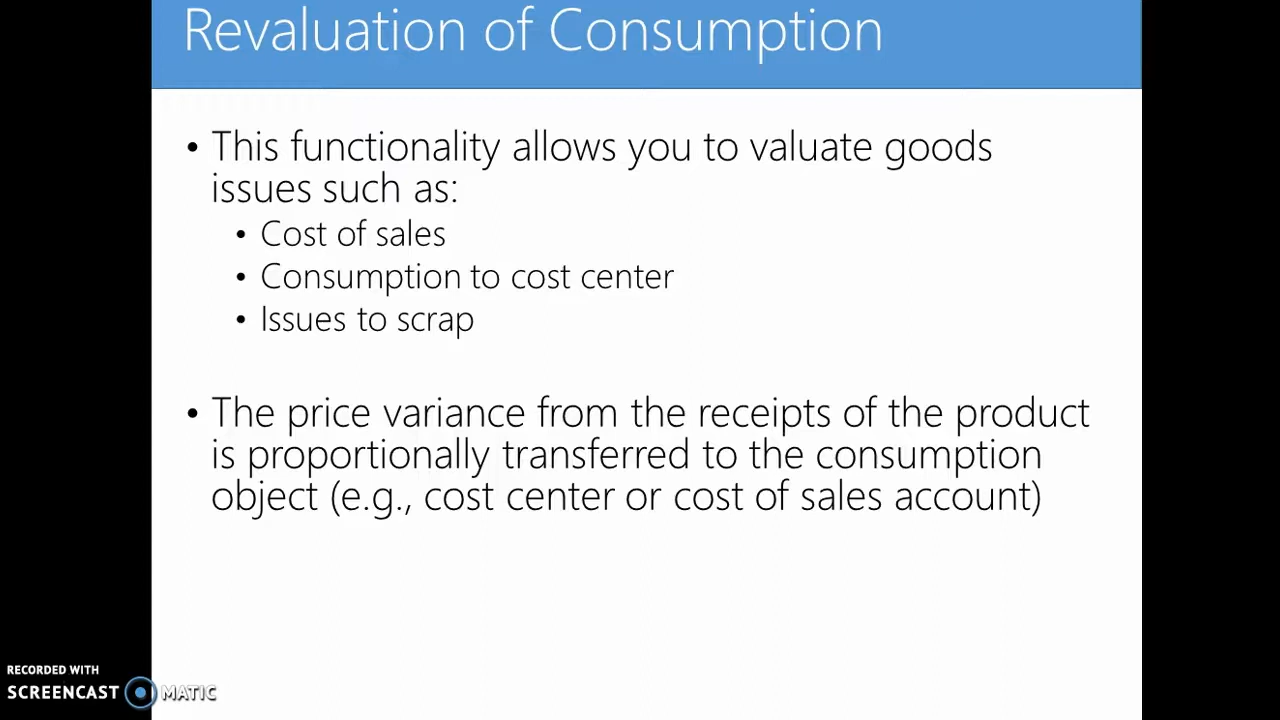 Revaluation of Consumption
• This functionality allows you to valuate goods
issues such as:
• Cost of sales
• Consumption to cost center
• Issues to scrap
• The price variance from the receipts of the product
is proportionally transferred to the consumption
object (e.g., cost center or cost of sales account)
RECORDED WITH
SCREENCAST MATIC